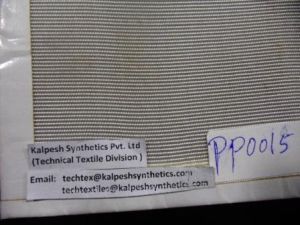 Kalpesh Synthetics Pvt. Ltd
(Technical Textile Division )
Email: techtex@kalpeshsynthetics.com
techtextiles@kalpeshsynthetics.com
PP0015